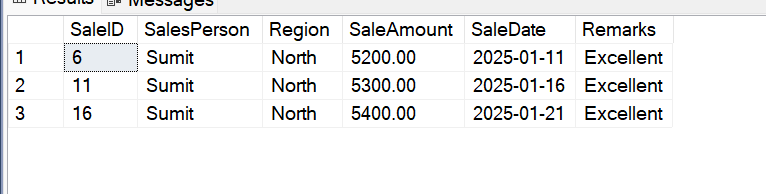 Results Messages
SaleID SalesPerson Region SaleAmount SaleDate Remarks
1 6 Sumit North 5200.00 2025-01-11 Excellent
2 11 Sumit North 5300.00 2025-01-16 Excellent
3 16 Sumit North 5400.00 2025-01-21 Excellent